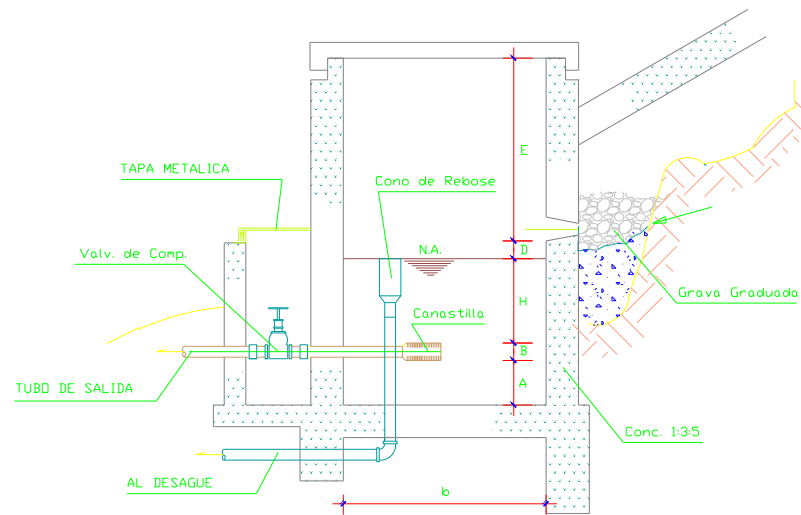 E
TAPA METALICA
Cono de Rebose
Valv. de Comp.
N.A.
D
H
Grava Graduada
Canastilla
B
TUBO DE SALIDA
A
Conc. 1:3:5
AL DESAGUE
b